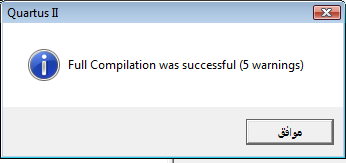 Quartus II
Full Compilation was successful (5 warnings)
موافق